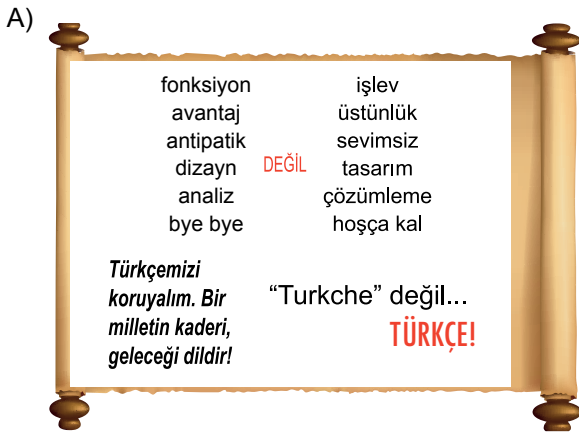 A)
fonksiyon işlev
avantaj üstünlük
antipatik sevimsiz
dizayn DEĞİL tasarım
analiz çözümleme
bye bye hoşça kal
Türkçemizi
koruyalım. Bir
milletin kaderi,
geleceği dildir!
“Turkche” değil...
TÜRKÇE!